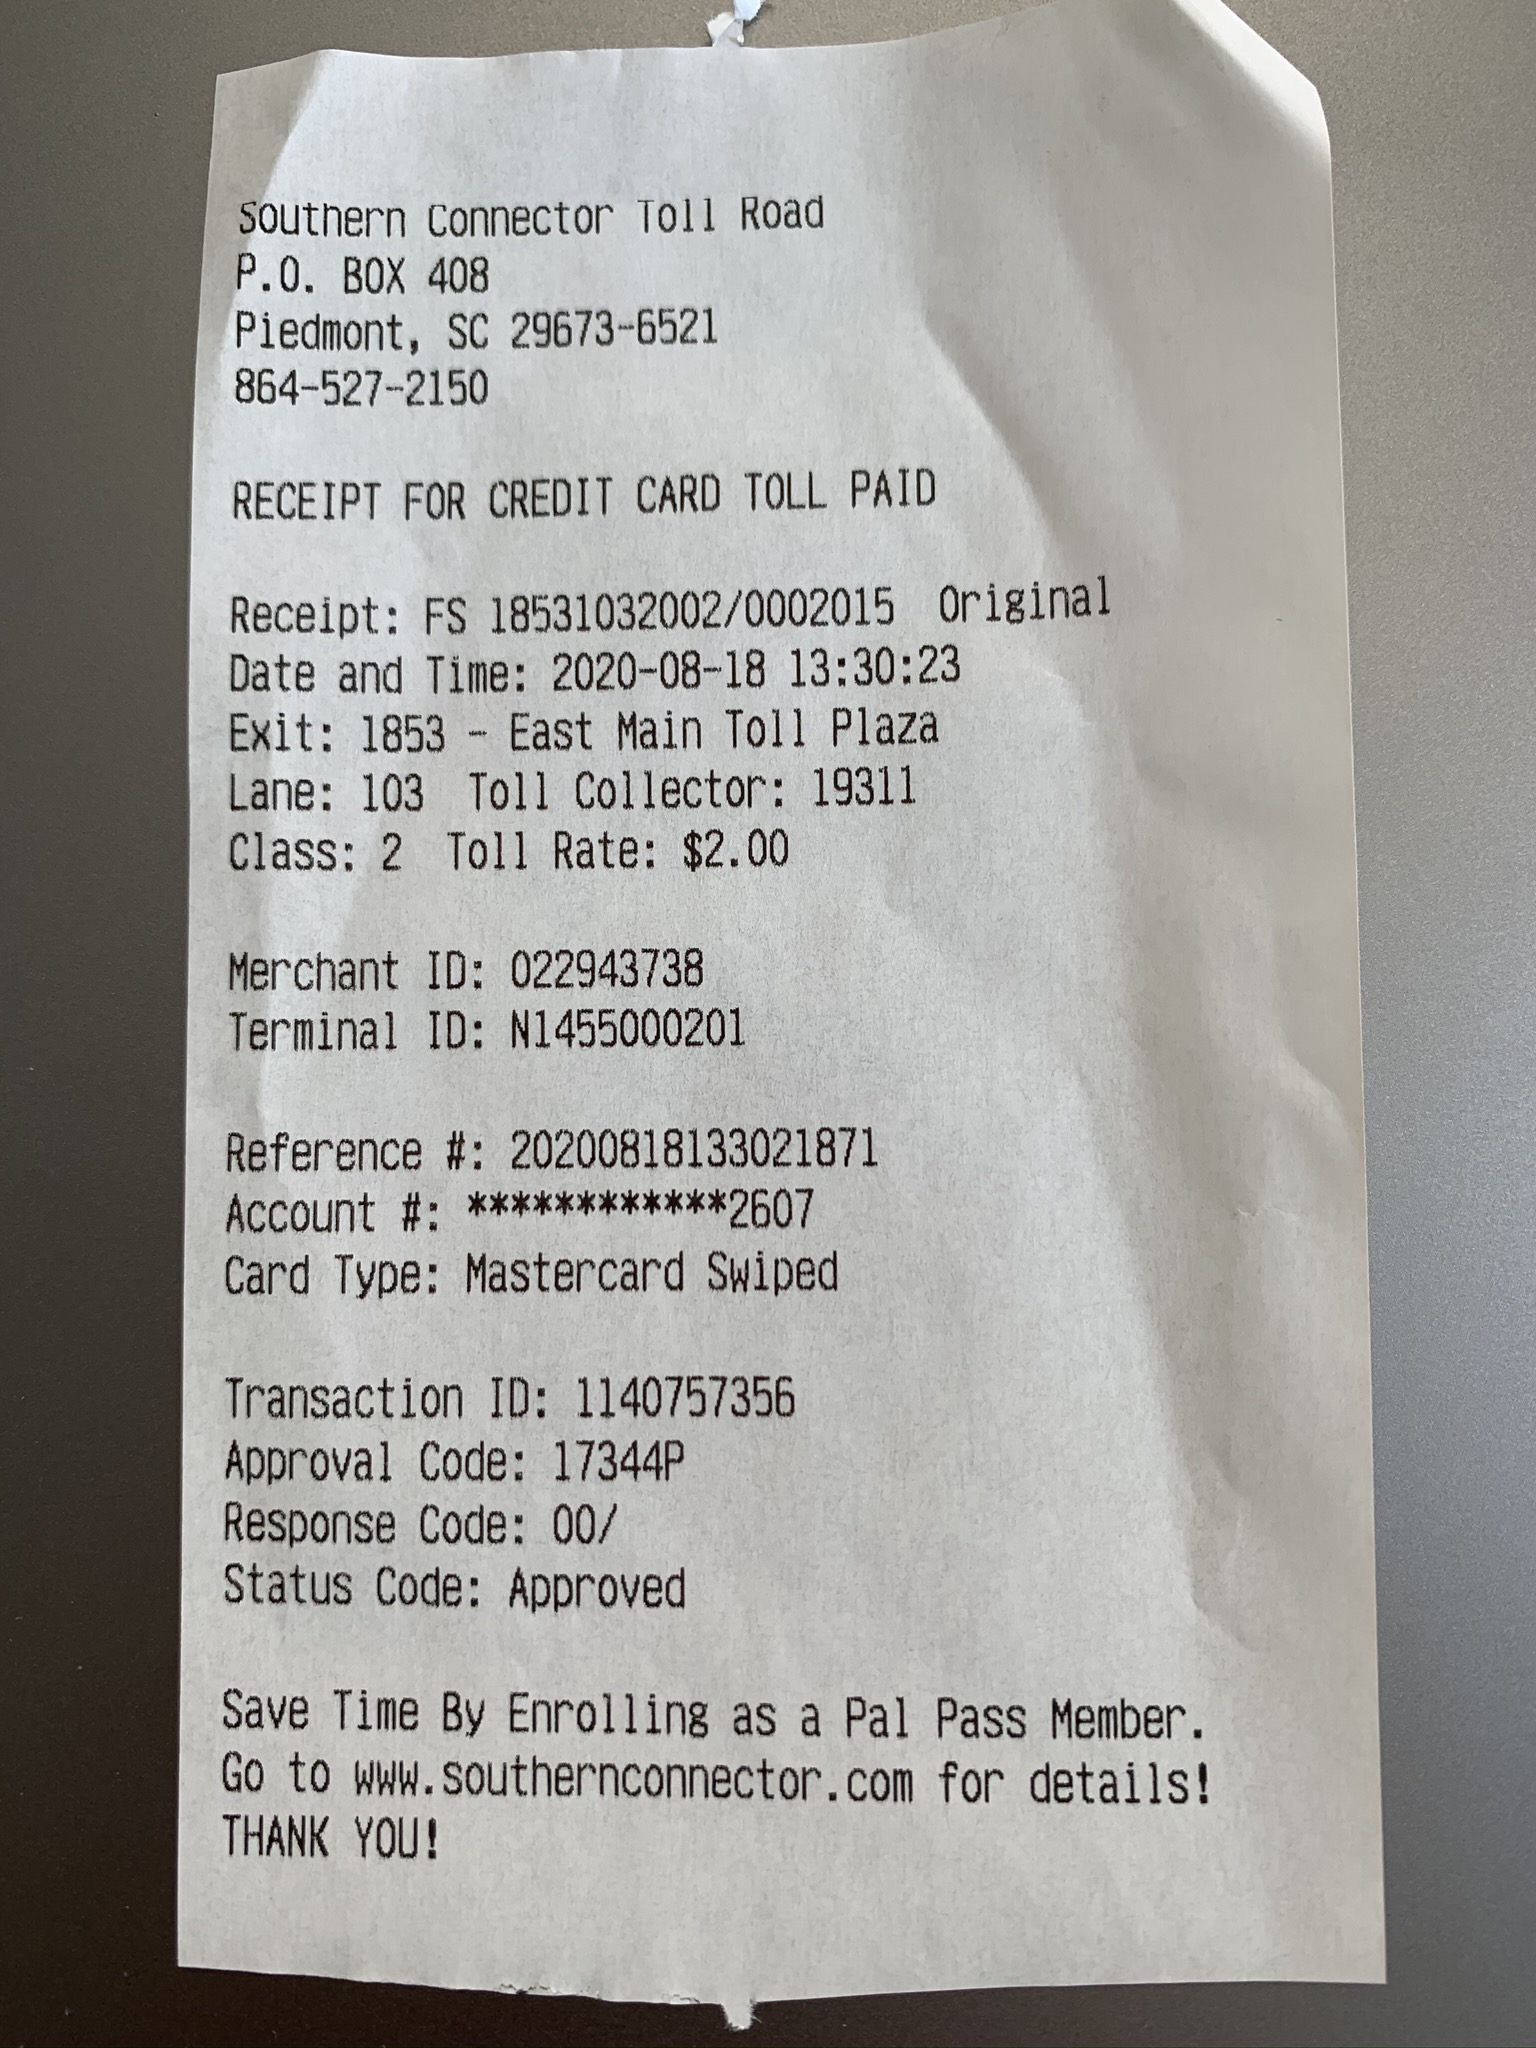 Southern Connector Toll Road
P.O. BOX 408
Piedmont, SC 29673-6521
864-527-2150
RECEIPT FOR CREDIT CARD TOLL PAID
Receipt: FS 18531032002/0002015 Original
Date and Time: 2020-08-18 13:30:23
Exit: 1853 - East Main Toll Plaza
Lane: 103 Toll Collector: 19311
Class: 2 Toll Rate: $2.00
Merchant ID: 022943738
Terminal ID: N1455000201
Reference #: 20200818133021871
Account #: ************2607
Card Type: Mastercard Swiped
Transaction ID: 1140757356
Approval Code: 17344P
Response Code: 00/
Status Code: Approved
Save Time By Enrolling as a Pal Pass Member.
Go to www.southernconnector.com for details!
THANK YOU!